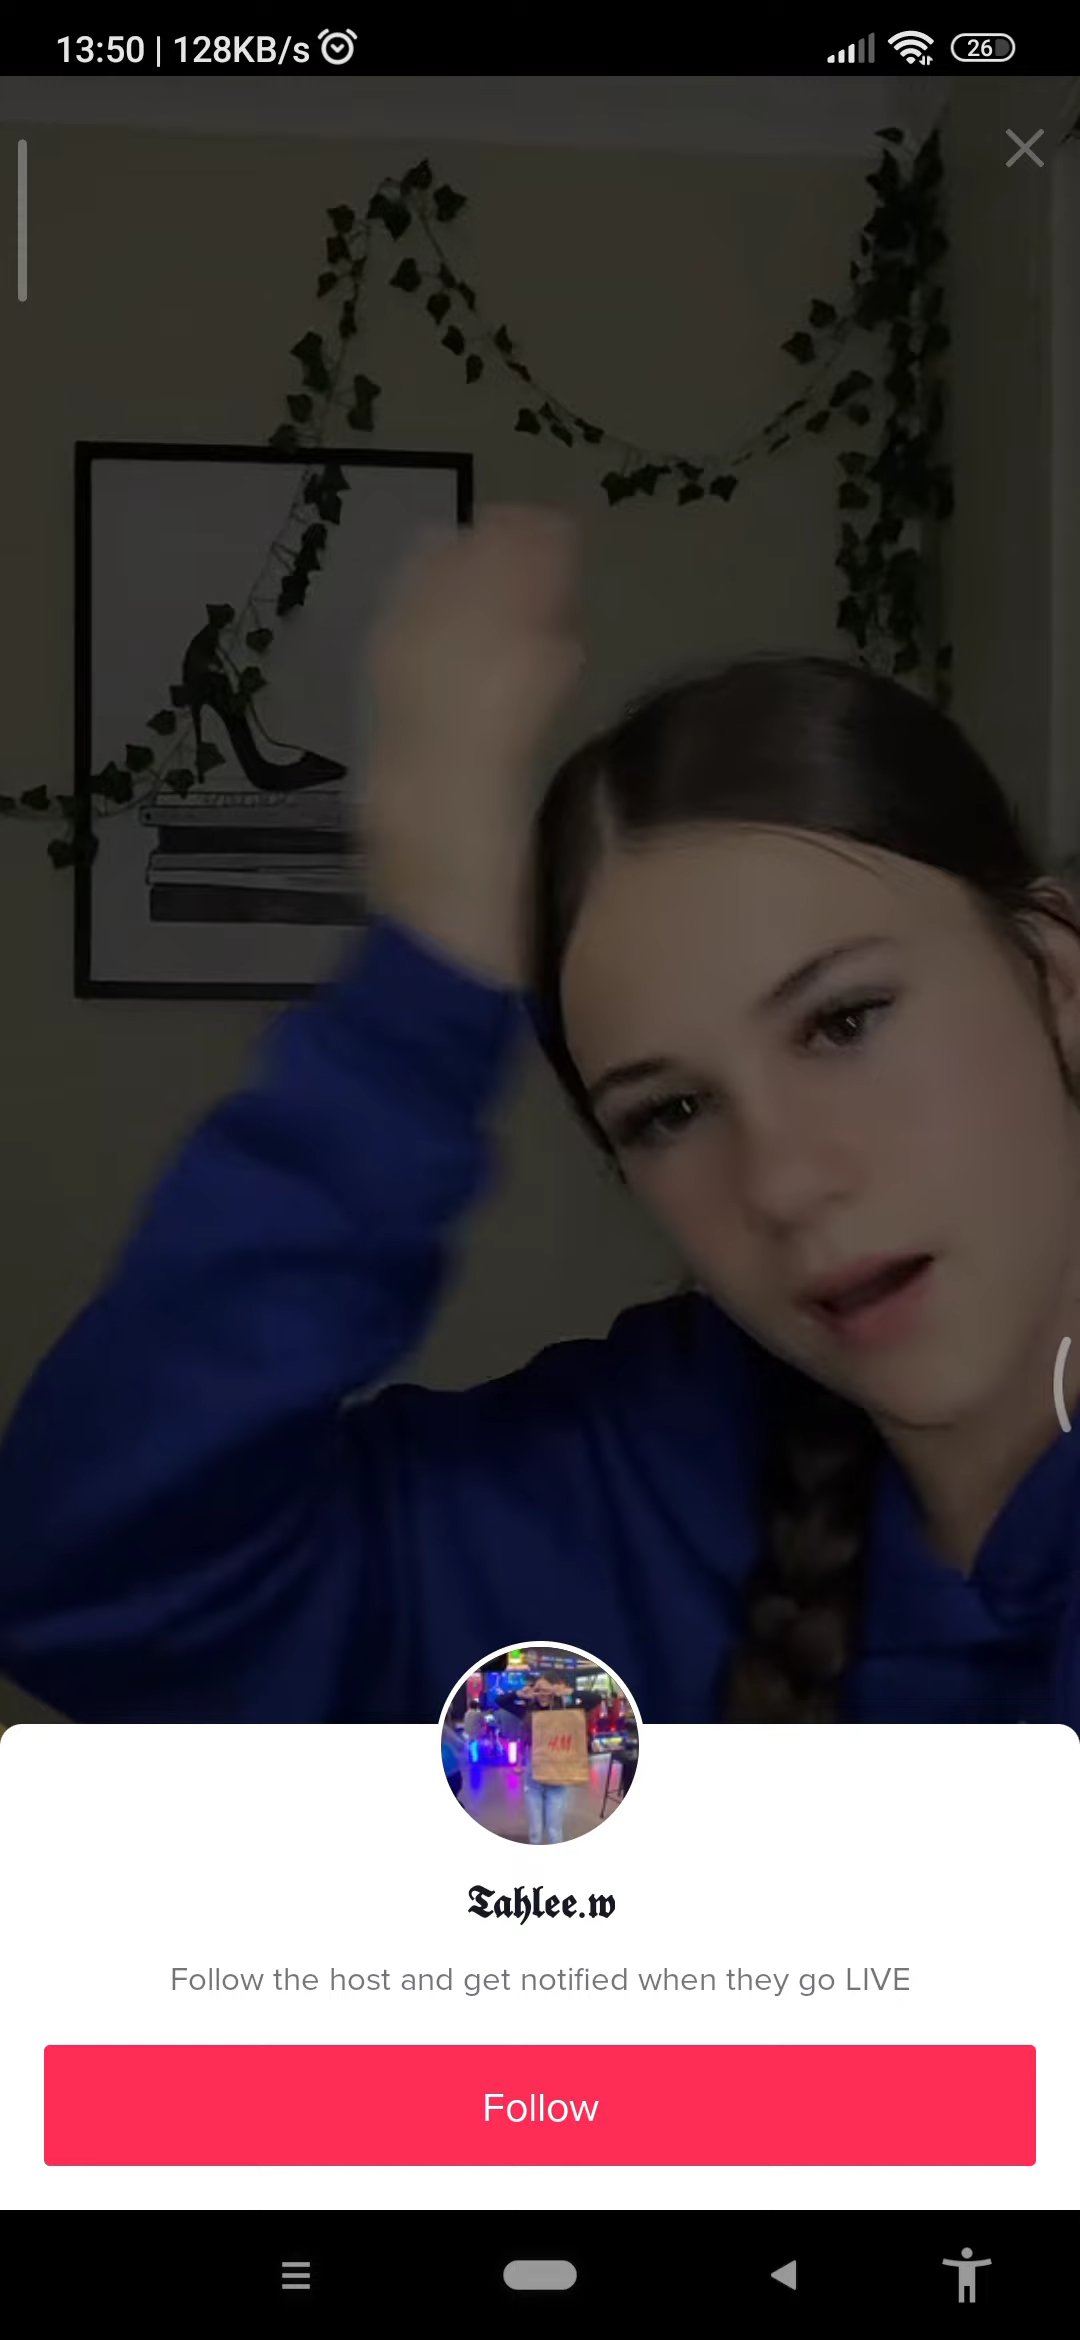 13:50 | 128KB/s
26
H&M
𝕿𝖆𝖍𝖑𝖊𝖊.𝖜
Follow the host and get notified when they go LIVE
Follow